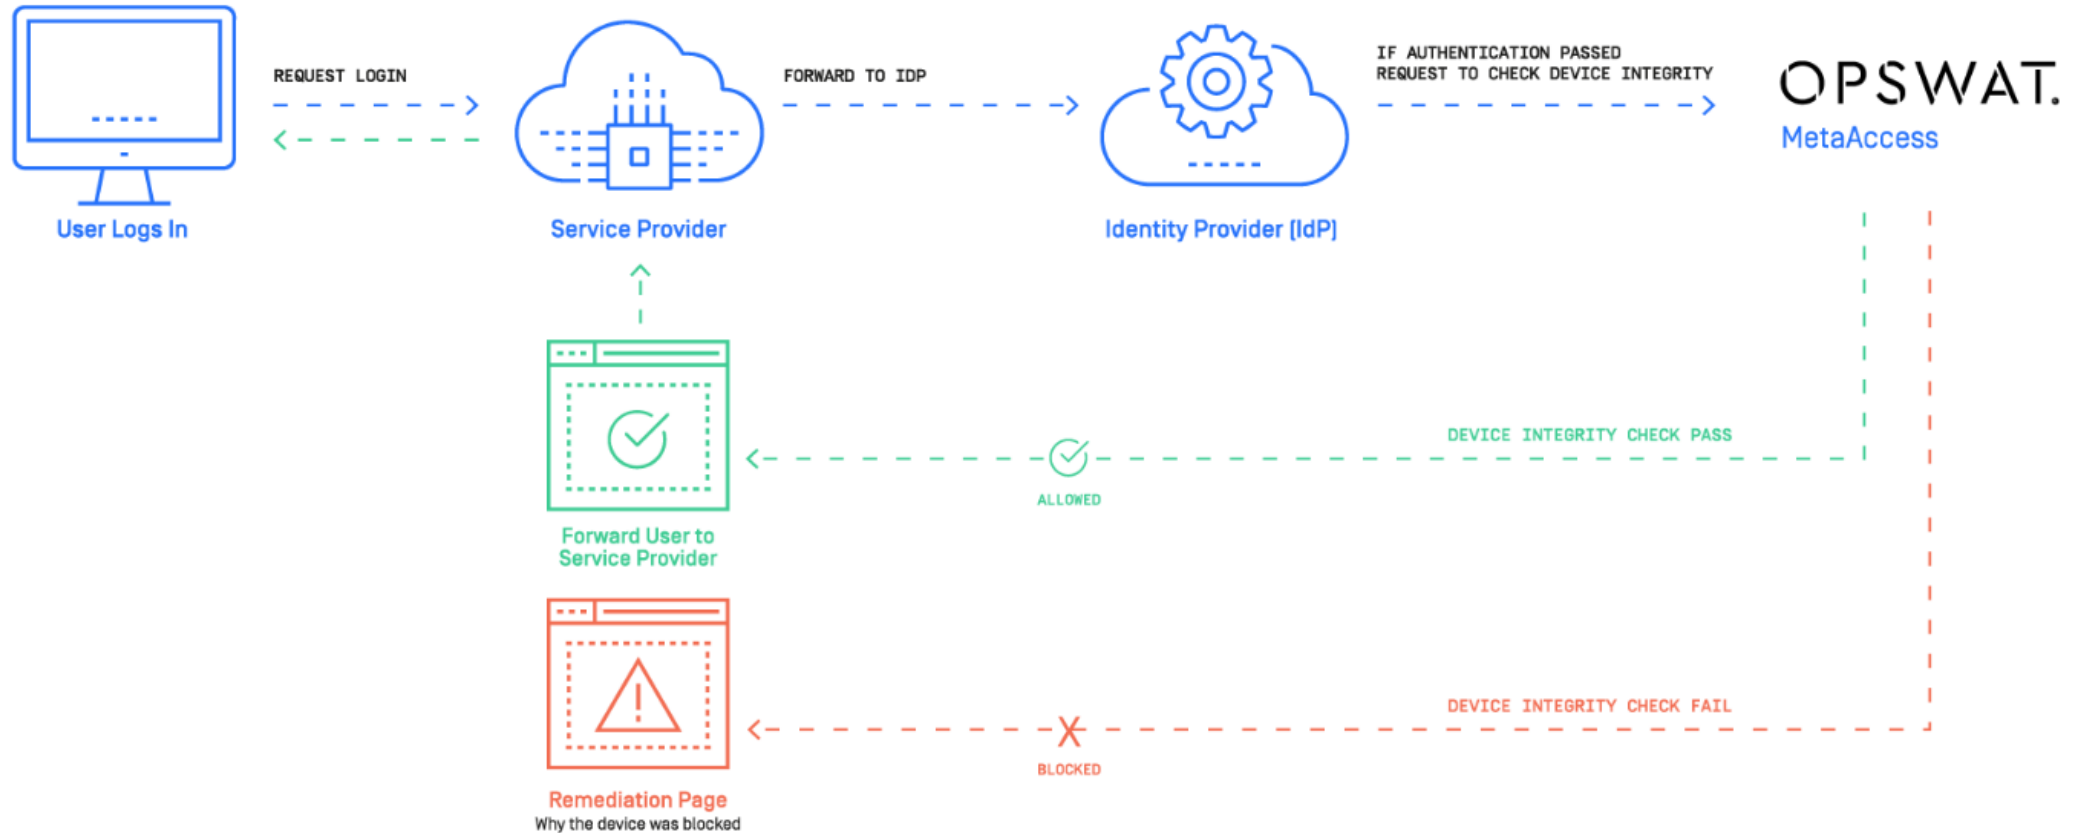 REQUEST LOGIN
FORWARD TO IDP
IF AUTHENTICATION PASSED
REQUEST TO CHECK DEVICE INTEGRITY
OPSWAT.
MetaAccess
User Logs In
Service Provider
Identity Provider (IdP)
DEVICE INTEGRITY CHECK PASS
ALLOWED
Forward User to
Service Provider
DEVICE INTEGRITY CHECK FAIL
BLOCKED
Remediation Page
Why the device was blocked